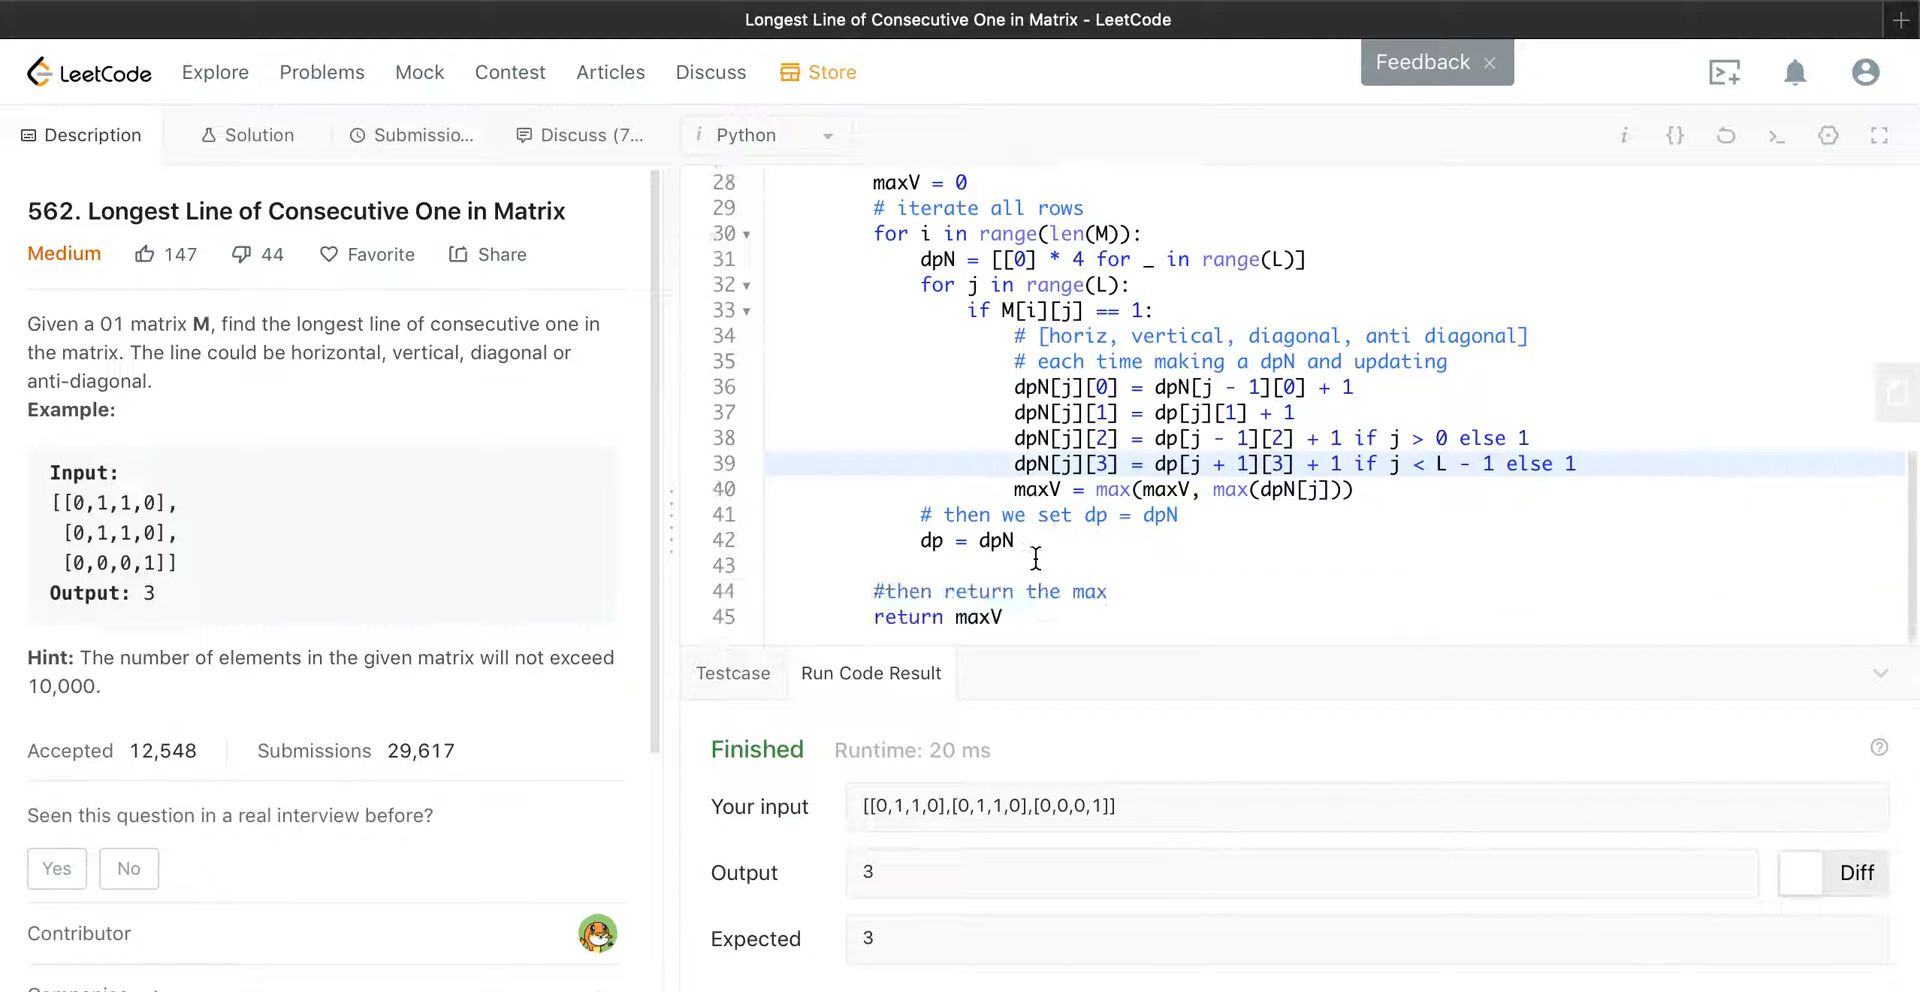 Longest Line of Consecutive One in Matrix - LeetCode
LeetCode Explore Problems Mock Contest Articles Discuss Store
Feedback ×
Description Solution Submissio... Discuss (7...
562. Longest Line of Consecutive One in Matrix
Medium 147 44 Favorite Share
Given a 01 matrix M, find the longest line of consecutive one in
the matrix. The line could be horizontal, vertical, diagonal or
anti-diagonal.
Example:
Input:
[[0,1,1,0],
[0,1,1,0],
[0,0,0,1]]
Output: 3
Hint: The number of elements in the given matrix will not exceed
10,000.
Accepted 12,548 Submissions 29,617
Seen this question in a real interview before?
Yes No
Contributor
i Python
28 maxV = 0
29 # iterate all rows
30 for i in range(len(M)):
31 dpN = [[0] * 4 for _ in range(L)]
32 for j in range(L):
33 if M[i][j] == 1:
34 # [horiz, vertical, diagonal, anti diagonal]
35 # each time making a dpN and updating
36 dpN[j][0] = dpN[j - 1][0] + 1
37 dpN[j][1] = dp[j][1] + 1
38 dpN[j][2] = dp[j - 1][2] + 1 if j > 0 else 1
39 dpN[j][3] = dp[j + 1][3] + 1 if j < L - 1 else 1
40 maxV = max(maxV, max(dpN[j]))
41 # then we set dp = dpN
42 dp = dpN
43
44 #then return the max
45 return maxV
Testcase Run Code Result
Finished Runtime: 20 ms
Your input [[0,1,1,0],[0,1,1,0],[0,0,0,1]]
Output 3 Diff
Expected 3